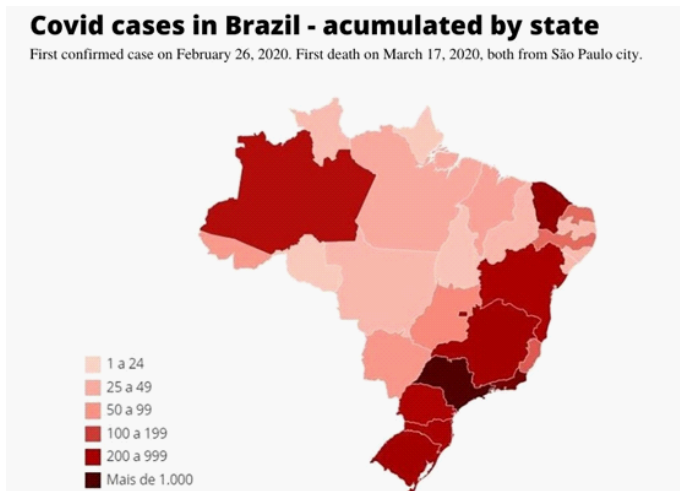 Covid cases in Brazil - acumulated by state
First confirmed case on February 26, 2020. First death on March 17, 2020, both from São Paulo city.
1 a 24
25 a 49
50 a 99
100 a 199
200 a 999
Mais de 1.000